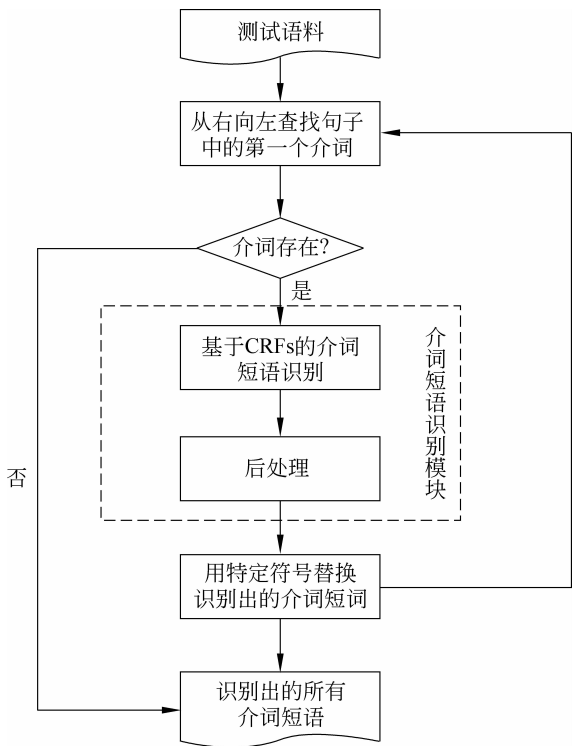 测试语料
从右向左查找句子
中的第一个介词
介词存在?
是
基于CRFs的介词
短语识别
介词短语识别模块
后处理
否
用特定符号替换
识别出的介词短词
识别出的所有
介词短语